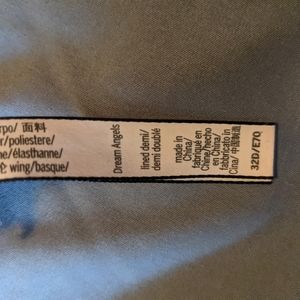 rpo/ 面料
r/poliestere/
ne/élasthanne/
wing/basque/
Dream Angels
lined demi/
demi doublé
made in
China/
fabriqué en
Chine/hecho
en China/
fabbricato in
Cina/ 中国制造
32D/E70